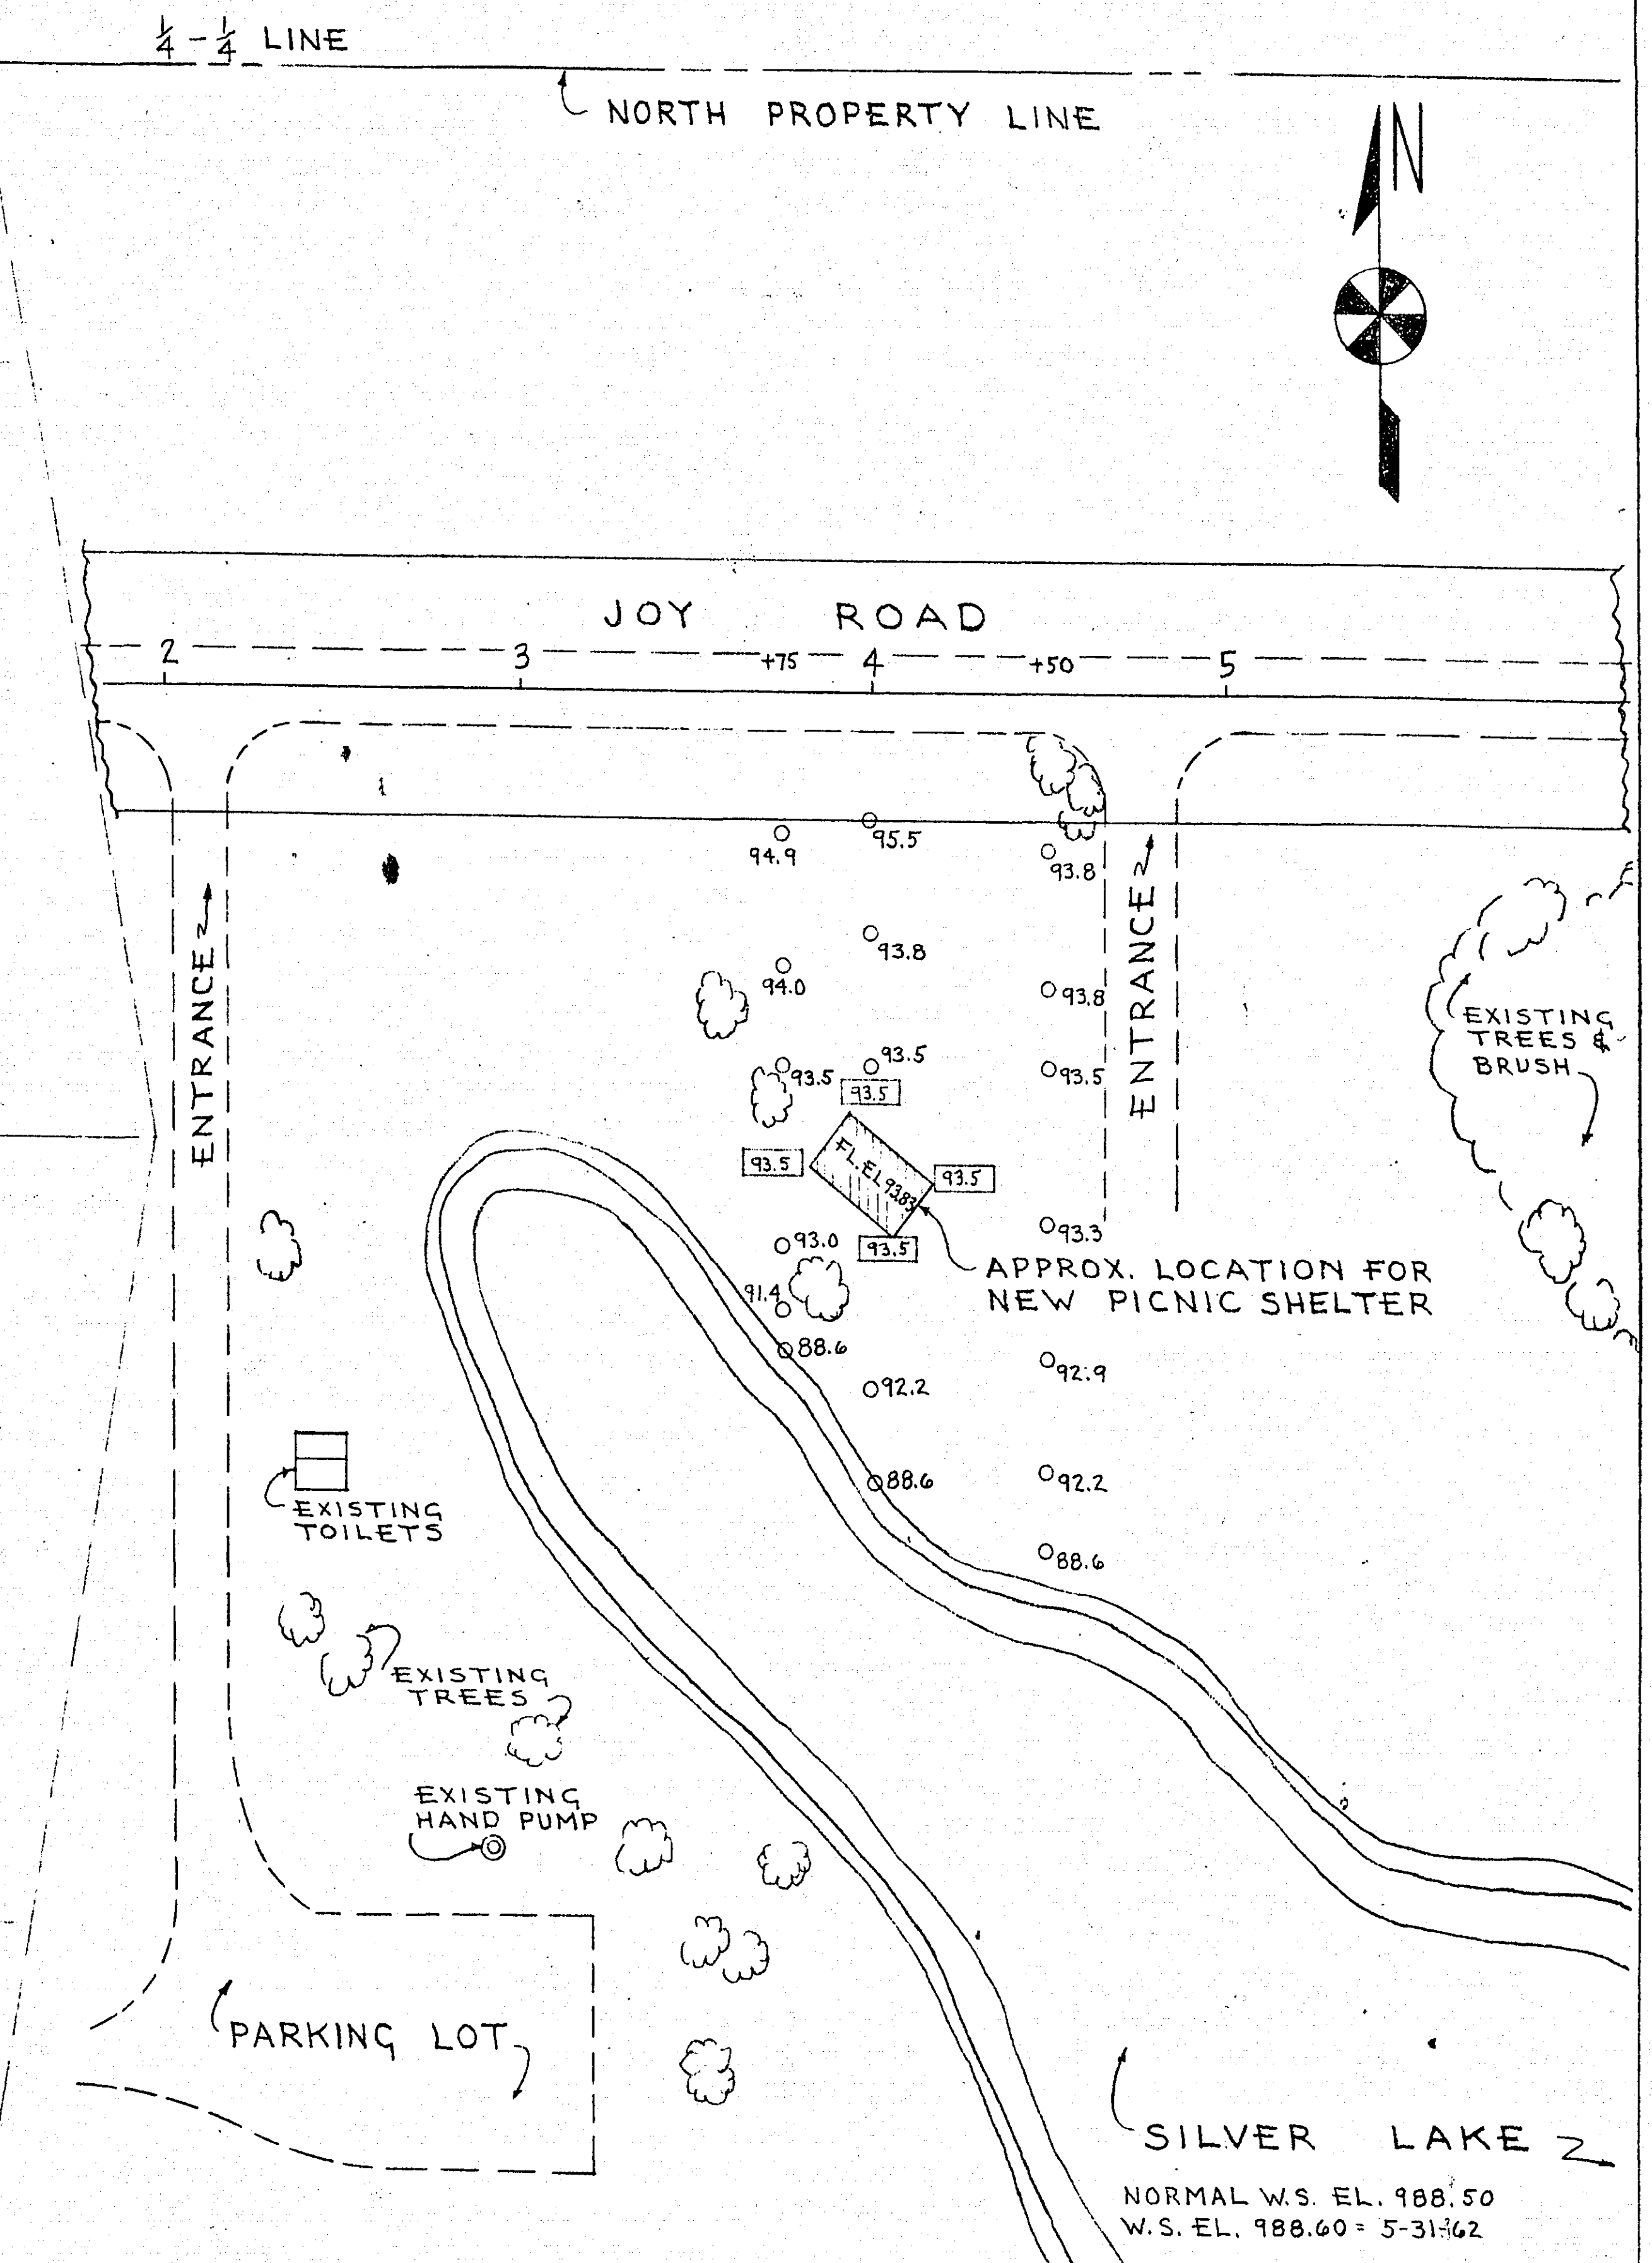 ¼ - ¼ LINE
NORTH PROPERTY LINE
N
JOY ROAD
2 3 +75 4 +50 5
94.9
95.5
93.8
93.8
94.0
93.8
ENTRANCE
ENTRANCE
EXISTING
TREES &
BRUSH
93.5
93.5
93.5
93.5
93.5
FL. EL 93.83
93.5
93.0
93.5
93.3
APPROX. LOCATION FOR
NEW PICNIC SHELTER
91.4
88.6
92.2
92.9
88.6
92.2
88.6
EXISTING
TOILETS
EXISTING
TREES
EXISTING
HAND PUMP
PARKING LOT
SILVER LAKE
NORMAL W.S. EL. 988.50
W.S. EL. 988.60 = 5-31-62